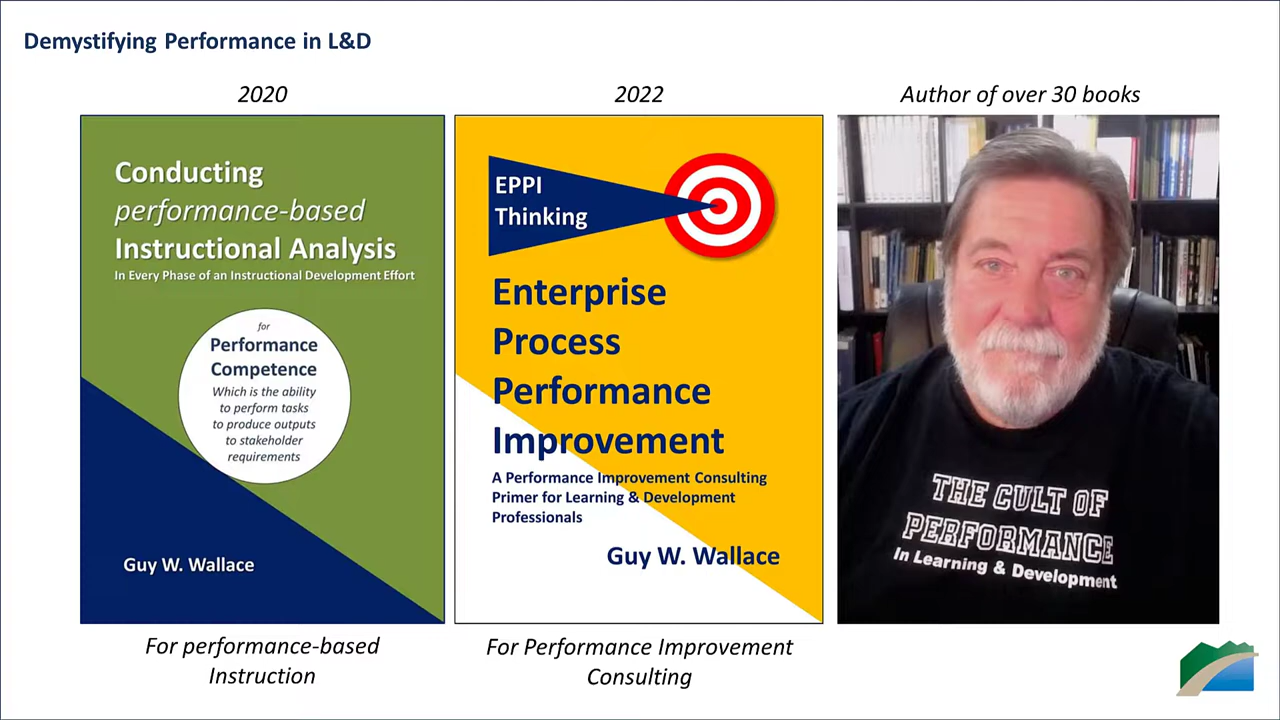 Demystifying Performance in L&D
2020
Conducting
performance-based
Instructional Analysis
In Every Phase of an Instructional Development Effort
for
Performance
Competence
Which is the ability
to perform tasks
to produce outputs
to stakeholder
requirements
Guy W. Wallace
For performance-based
Instruction
2022
EPPI
Thinking
Enterprise
Process
Performance
Improvement
A Performance Improvement Consulting
Primer for Learning & Development
Professionals
Guy W. Wallace
For Performance Improvement
Consulting
Author of over 30 books
THE CULT OF
PERFORMANCE
In Learning & Development